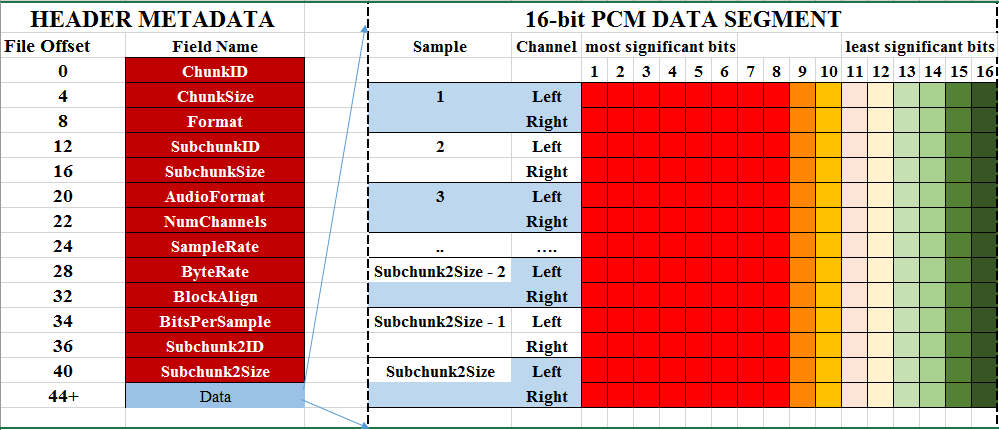 HEADER METADATA 16-bit PCM DATA SEGMENT
File Offset Field Name Sample Channel most significant bits least significant bits
0 ChunkID 1 2 3 4 5 6 7 8 9 10 11 12 13 14 15 16
4 ChunkSize 1 Left
8 Format Right
12 SubchunkID 2 Left
16 SubchunkSize Right
20 AudioFormat 3 Left
22 NumChannels Right
24 SampleRate .. ....
28 ByteRate Subchunk2Size - 2 Left
32 BlockAlign Right
34 BitsPerSample Subchunk2Size - 1 Left
36 Subchunk2ID Right
40 Subchunk2Size Subchunk2Size Left
44+ Data Right